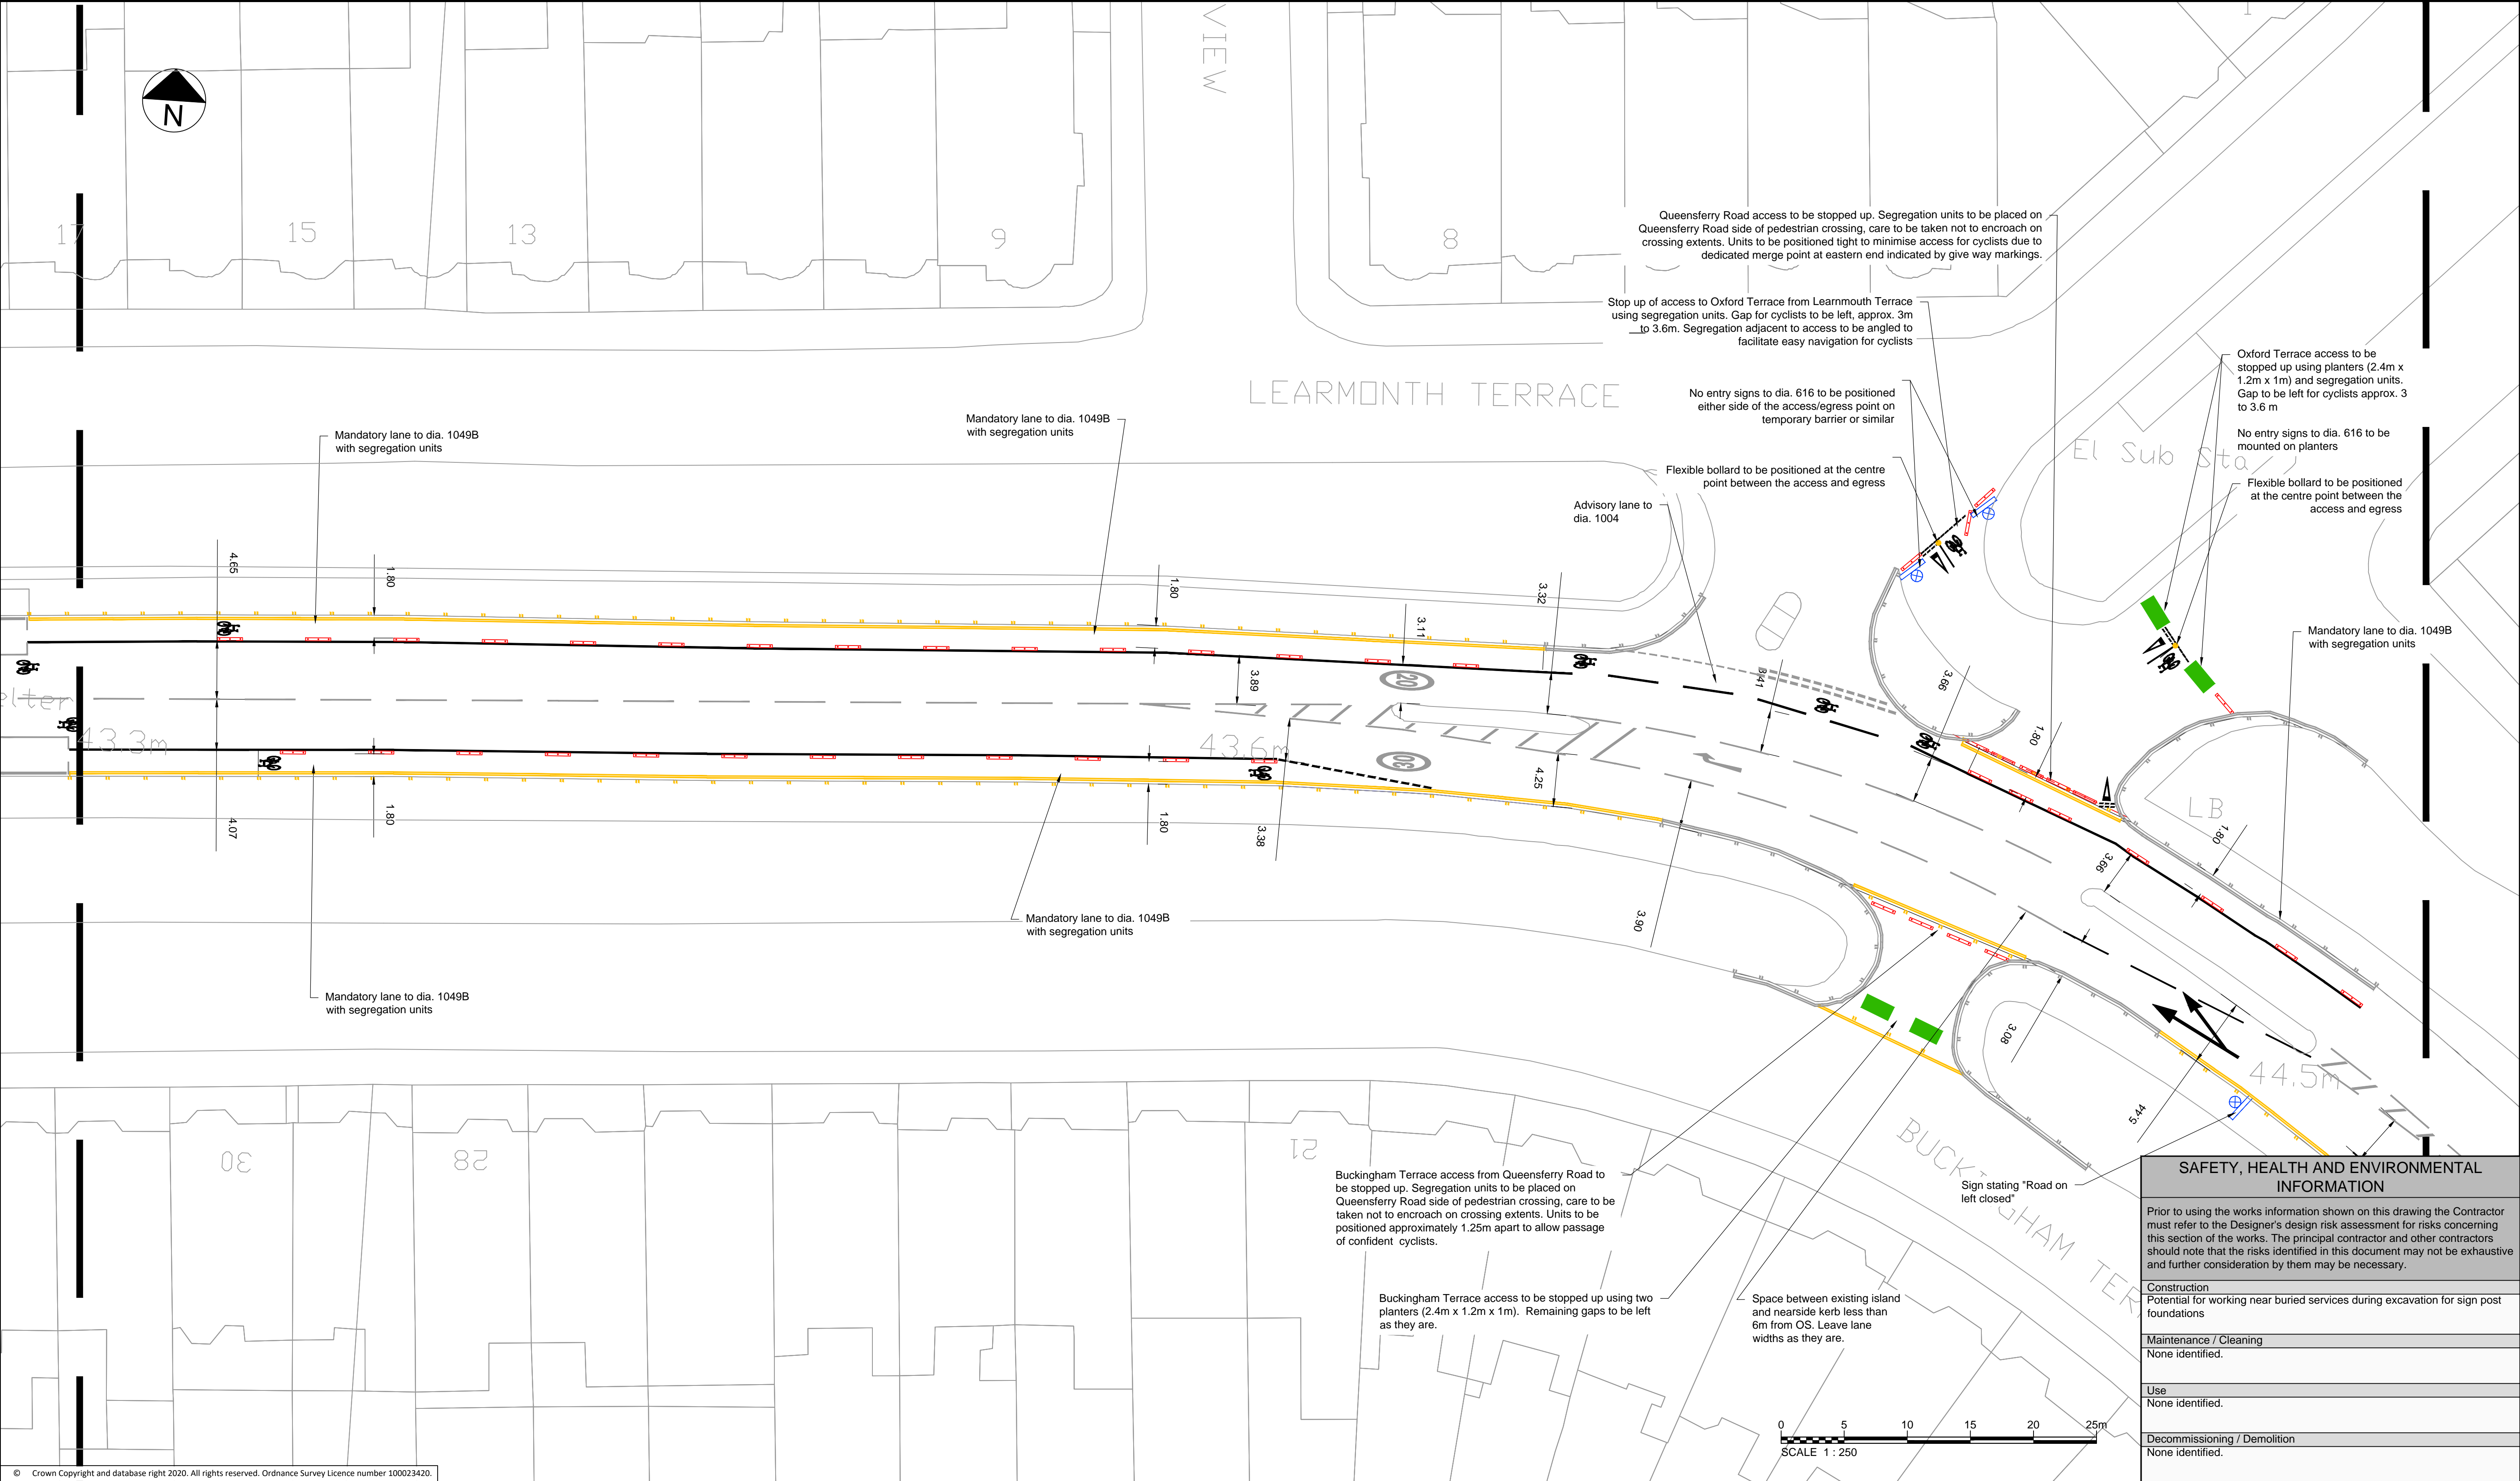 VIEW
N
17
15
13
9
8
Queensferry Road access to be stopped up. Segregation units to be placed on
Queensferry Road side of pedestrian crossing, care to be taken not to encroach on
crossing extents. Units to be positioned tight to minimise access for cyclists due to
dedicated merge point at eastern end indicated by give way markings.
Stop up of access to Oxford Terrace from Learnmouth Terrace
using segregation units. Gap for cyclists to be left, approx. 3m
to 3.6m. Segregation adjacent to access to be angled to
facilitate easy navigation for cyclists
Oxford Terrace access to be
stopped up using planters (2.4m x
1.2m x 1m) and segregation units.
Gap to be left for cyclists approx. 3
to 3.6 m
No entry signs to dia. 616 to be
mounted on planters
Flexible bollard to be positioned
at the centre point between the
access and egress
LEARMONTH TERRACE
No entry signs to dia. 616 to be positioned
either side of the access/egress point on
temporary barrier or similar
Mandatory lane to dia. 1049B
with segregation units
Mandatory lane to dia. 1049B
with segregation units
El Sub Sta
Flexible bollard to be positioned at the centre
point between the access and egress
Advisory lane to
dia. 1004
4.65
1.80
1.80
3.32
3.11
Mandatory lane to dia. 1049B
with segregation units
3.89
20
3.41
3.66
1.80
elter
43.3m
43.6m
30
4.25
LB
1.80
4.07
1.80
1.80
3.38
3.66
3.90
Mandatory lane to dia. 1049B
with segregation units
Mandatory lane to dia. 1049B
with segregation units
3.08
44.5m
5.44
30
28
21
BUCKINGHAM TER
Buckingham Terrace access from Queensferry Road to
be stopped up. Segregation units to be placed on
Queensferry Road side of pedestrian crossing, care to be
taken not to encroach on crossing extents. Units to be
positioned approximately 1.25m apart to allow passage
of confident cyclists.
Sign stating "Road on
left closed"
Buckingham Terrace access to be stopped up using two
planters (2.4m x 1.2m x 1m). Remaining gaps to be left
as they are.
Space between existing island
and nearside kerb less than
6m from OS. Leave lane
widths as they are.
SAFETY, HEALTH AND ENVIRONMENTAL
INFORMATION
Prior to using the works information shown on this drawing the Contractor
must refer to the Designer's design risk assessment for risks concerning
this section of the works. The principal contractor and other contractors
should note that the risks identified in this document may not be exhaustive
and further consideration by them may be necessary.
Construction
Potential for working near buried services during excavation for sign post
foundations
Maintenance / Cleaning
None identified.
Use
None identified.
Decommissioning / Demolition
None identified.
0 5 10 15 20 25m
SCALE 1 : 250
© Crown Copyright and database right 2020. All rights reserved. Ordnance Survey Licence number 100023420.